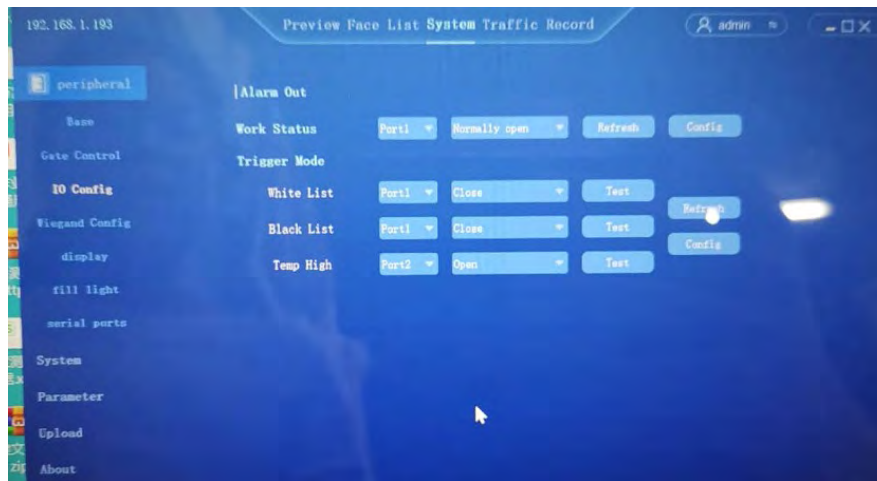 192.168.1.193
Preview Face List System Traffic Record
admin
peripheral
Base
Gate Control
IO Config
Wiegand Config
display
fill light
serial ports
System
Parameter
Upload
About
Alarm Out
Work Status Port1 Normally open Refresh Config
Trigger Mode
White List Port1 Close Test
Refresh
Black List Port1 Close Test
Config
Temp High Port2 Open Test
zip